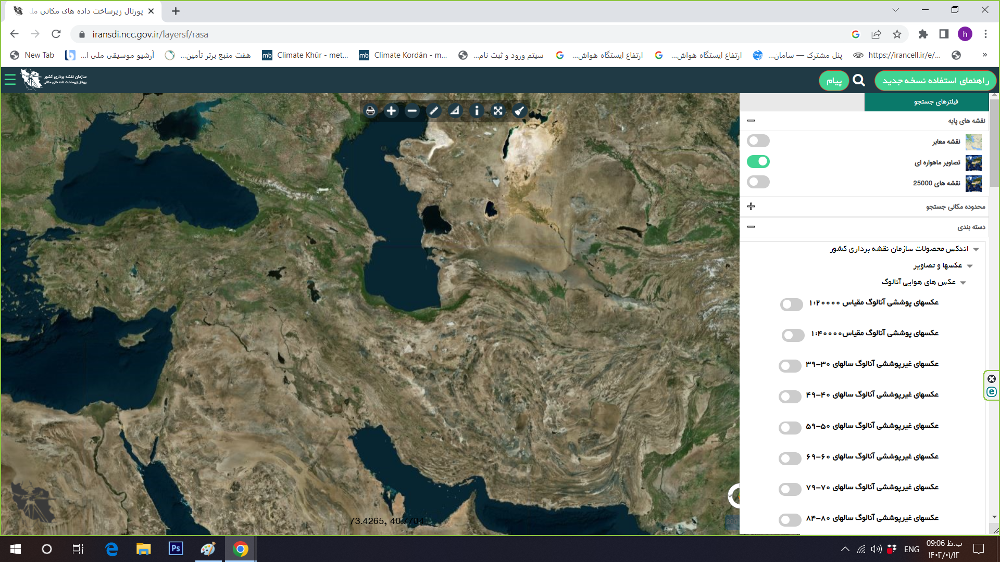 پورتال زیرساخت داده های مکانی مل
iransdi.ncc.gov.ir/layersf/rasa
h
New Tab
آرشیو موسیقی ملی ا...
هفت منبع برتر تأمین...
Climate Khūr - met...
Climate Kordān - m...
سیتم ورود و ثبت نام...
ارتفاع ایستگاه هواش...
ارتفاع ایستگاه هواش...
پنل مشترک — سامان...
https://irancell.ir/e/...
»
سازمان نقشه برداری کشور
پورتال زیرساخت داده های مکانی
پیام
راهنمای استفاده نسخه جدید
فیلترهای جستجو
نقشه های پایه
نقشه معابر
تصاویر ماهواره ای
نقشه های 25000
محدوده مکانی جستجو
دسته بندی
اندکس محصولات سازمان نقشه برداری کشور
عکسها و تصاویر
عکس های هوایی آنالوگ
عکسهای پوششی آنالوگ مقیاس ۱:۲۰۰۰۰
عکسهای پوششی آنالوگ مقیاس۱:۴۰۰۰۰
عکسهای غیرپوششی آنالوگ سالهای ۳۰-۳۹
عکسهای غیرپوششی آنالوگ سالهای ۴۰-۴۹
عکسهای غیرپوششی آنالوگ سالهای ۵۰-۵۹
عکسهای غیرپوششی آنالوگ سالهای ۶۰-۶۹
عکسهای غیرپوششی آنالوگ سالهای ۷۰-۷۹
عکسهای غیرپوششی آنالوگ سالهای ۸۰-۸۴
73.4265, 40.7704
Ps
ENG
09:06 ب.ظ
۱۴۰۲/۰۱/۱۲